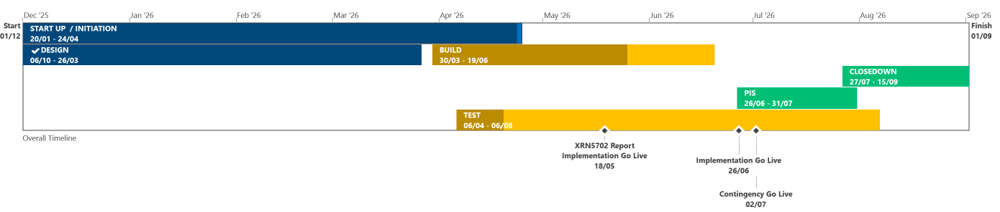 Dec '25
Jan '26
Feb '26
Mar '26
Apr '26
May '26
Jun '26
Jul '26
Aug '26
Sep '26
Start
01/12
Finish
01/09
START UP / INITIATION
20/01 - 24/04
DESIGN
06/10 - 26/03
BUILD
30/03 - 19/06
CLOSEDOWN
27/07 - 15/09
PIS
26/06 - 31/07
TEST
06/04 - 06/08
Overall Timeline
XRN5702 Report
Implementation Go Live
18/05
Implementation Go Live
26/06
Contingency Go Live
02/07